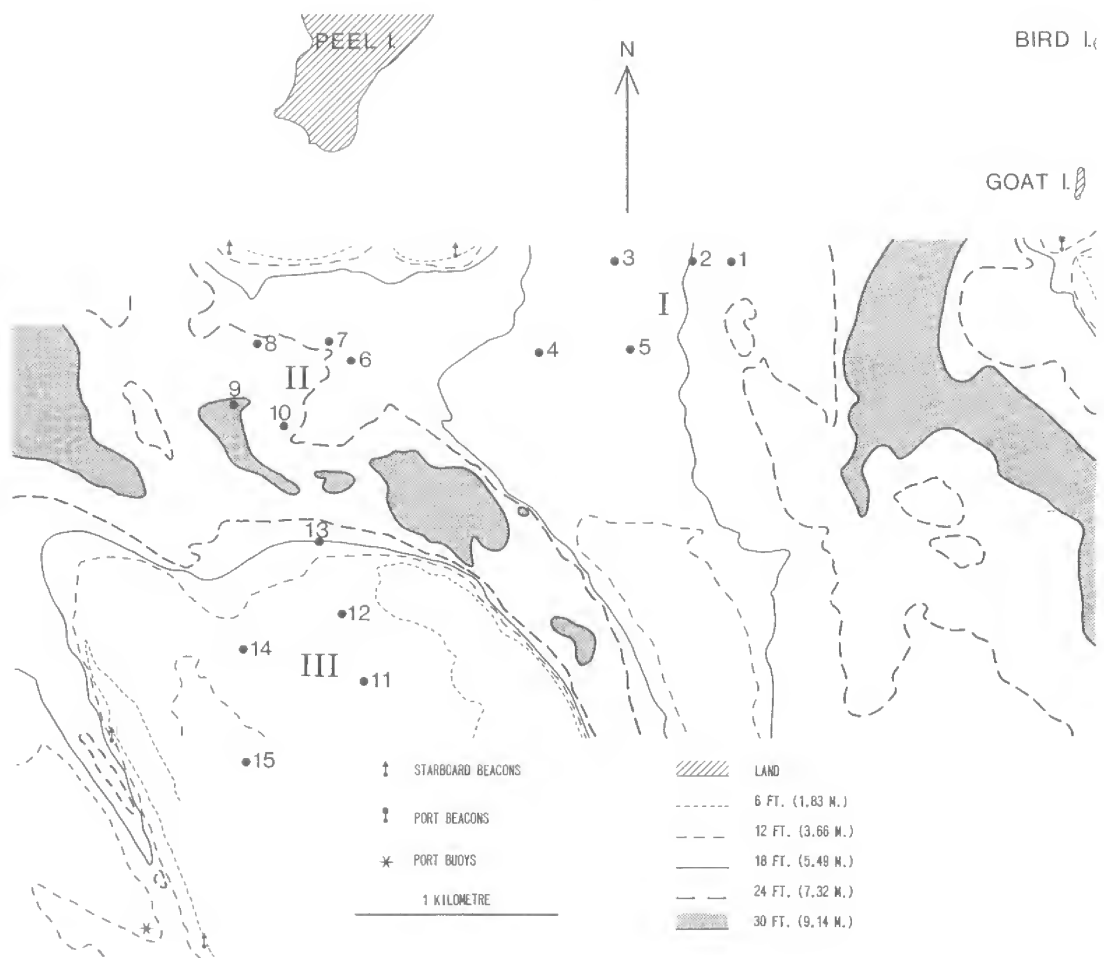 PEEL I.
N
BIRD I.
GOAT I.
3
2
1
I
4
5
8
7
6
II
9
10
13
12
14
III
11
15
STARBOARD BEACONS
PORT BEACONS
PORT BUOYS
1 KILOMETRE
LAND
6 FT. (1.83 M.)
12 FT. (3.66 M.)
18 FT. (5.49 M.)
24 FT. (7.32 M.)
30 FT. (9.14 M.)